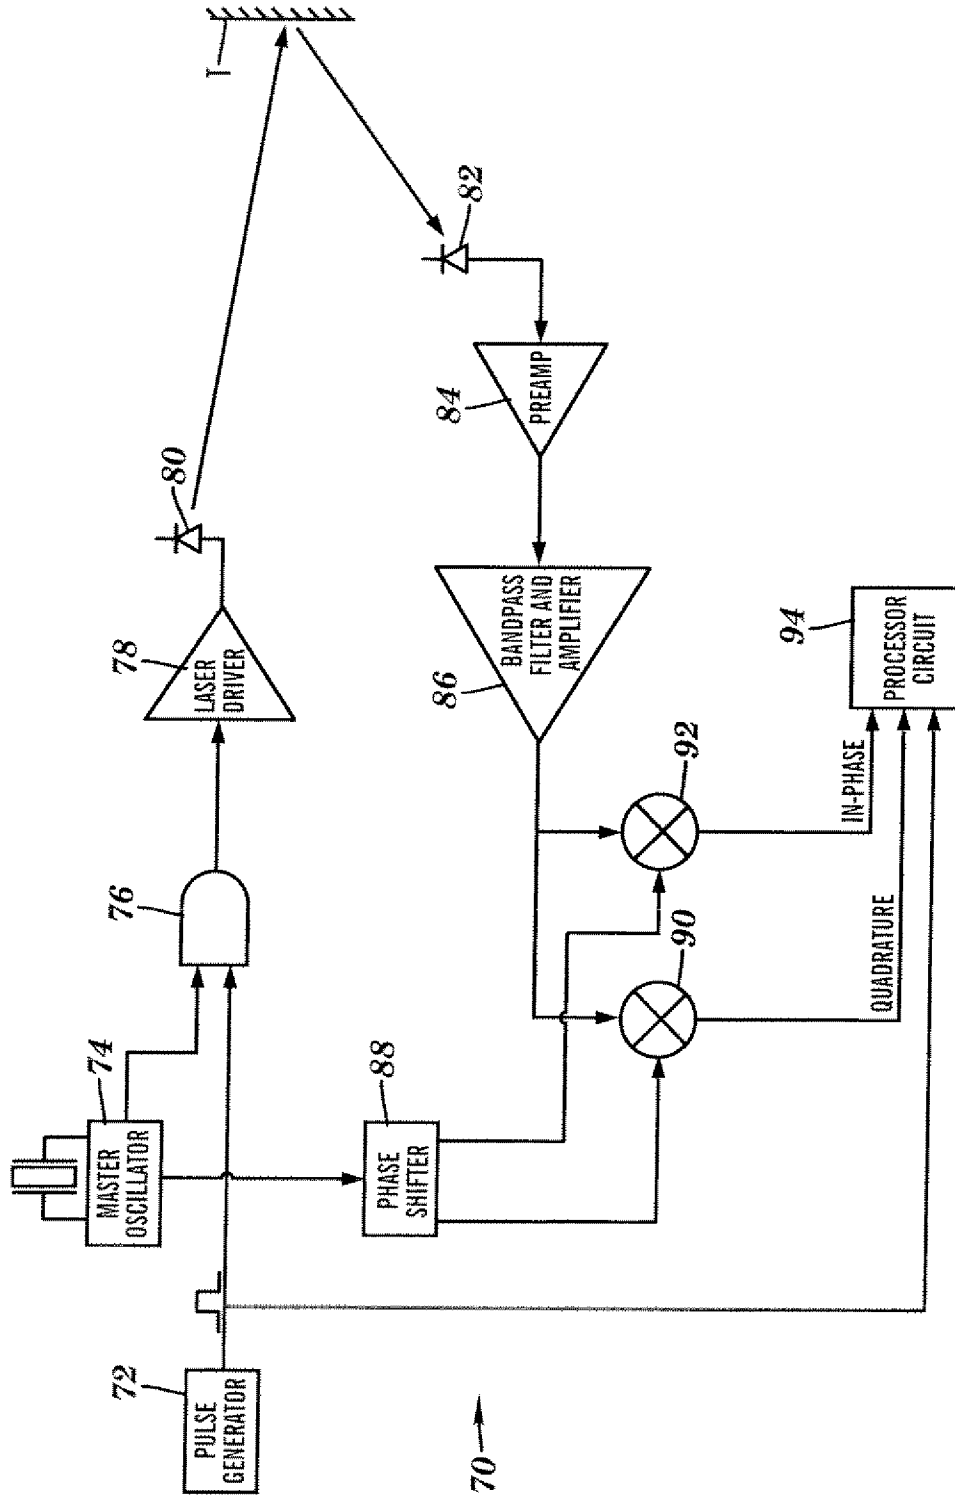 72
PULSE
GENERATOR
74
MASTER
OSCILLATOR
76
78
LASER
DRIVER
80
T
82
84
PREAMP
86
BANDPASS
FILTER AND
AMPLIFIER
88
PHASE
SHIFTER
90
92
QUADRATURE
IN-PHASE
94
PROCESSOR
CIRCUIT
70